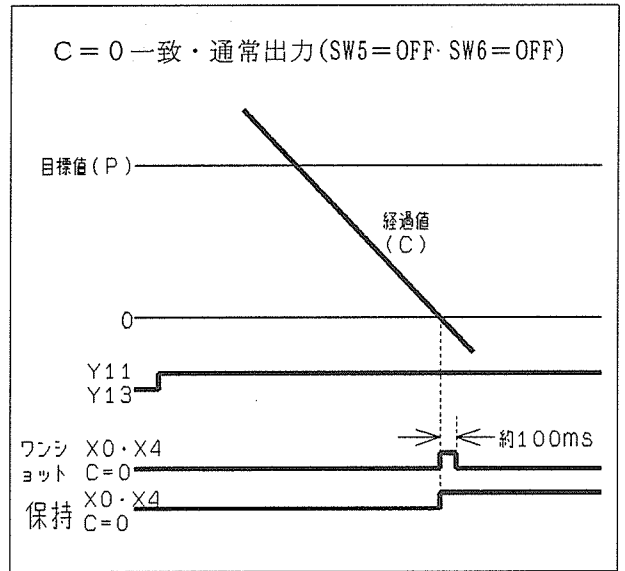 C=0一致・通常出力(SW5=OFF・SW6=OFF)
目標値(P)
経過値
(C)
0
Y11
Y13
約100ms
ワンシ X0・X4
ョット C=0
保持 X0・X4
C=0